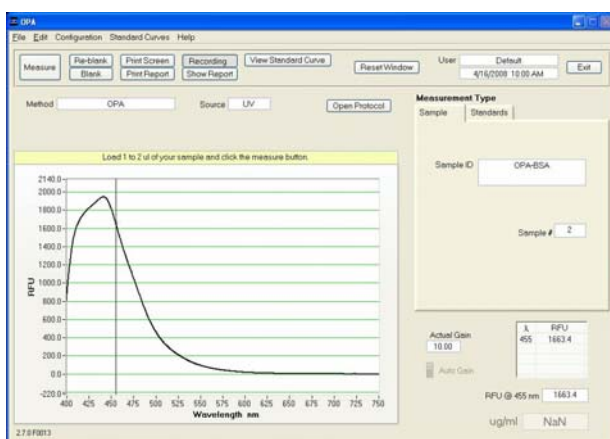 OPA
File Edit Configuration Standard Curves Help
Measure
Re-blank
Blank
Print Screen
Print Report
Recording
Show Report
View Standard Curve
Reset Window
User Default
4/16/2008 10:00 AM
Exit
Method OPA Source UV Open Protocol
Measurement Type
Sample Standards
Load 1 to 2 ul of your sample and click the measure button.
Sample ID OPA-BSA
Sample # 2
RFU
2140.0
2000.0
1800.0
1600.0
1400.0
1200.0
1000.0
800.0
600.0
400.0
200.0
0.0
-220.0
400 425 450 475 500 525 550 575 600 625 650 675 700 725 750
Wavelength nm
Actual Gain
10.00
Auto Gain
λ RFU
455 1663.4
RFU @ 455 nm 1663.4
ug/ml NaN
2.7.0 F0013